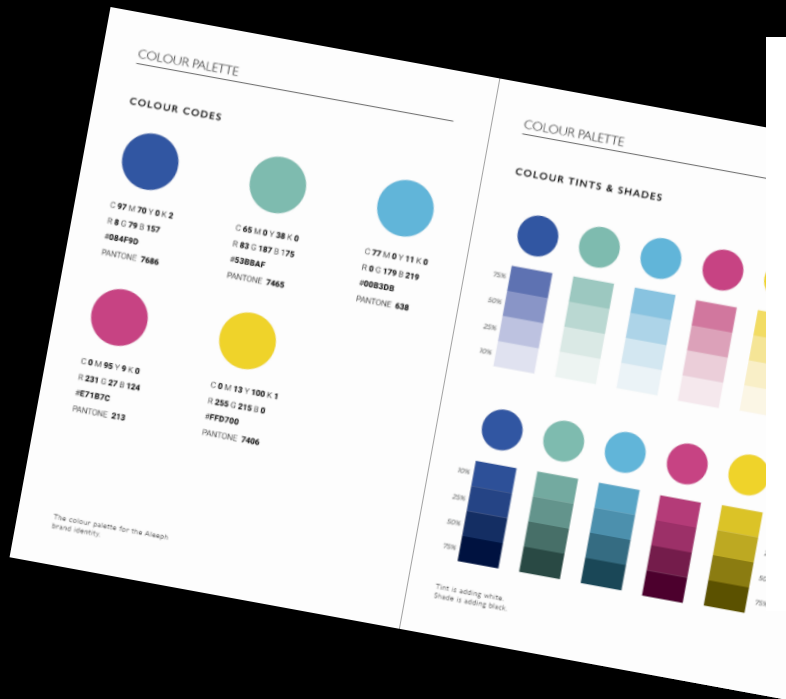 COLOUR PALETTE
COLOUR CODES
C 97 M 70 Y 0 K 2
R 8 G 79 B 157
#084F9D
PANTONE 7686
C 65 M 0 Y 38 K 0
R 83 G 187 B 175
#53BBAF
PANTONE 7465
C 77 M 0 Y 11 K 0
R 0 G 179 B 219
#00B3DB
PANTONE 638
C 0 M 95 Y 9 K 0
R 231 G 27 B 124
#E71B7C
PANTONE 213
C 0 M 13 Y 100 K 1
R 255 G 215 B 0
#FFD700
PANTONE 7406
The colour palette for the Aleaph
brand identity.
COLOUR PALETTE
COLOUR TINTS & SHADES
75%
50%
25%
10%
10%
25%
50%
75%
50
75%
Tint is adding white.
Shade is adding black.